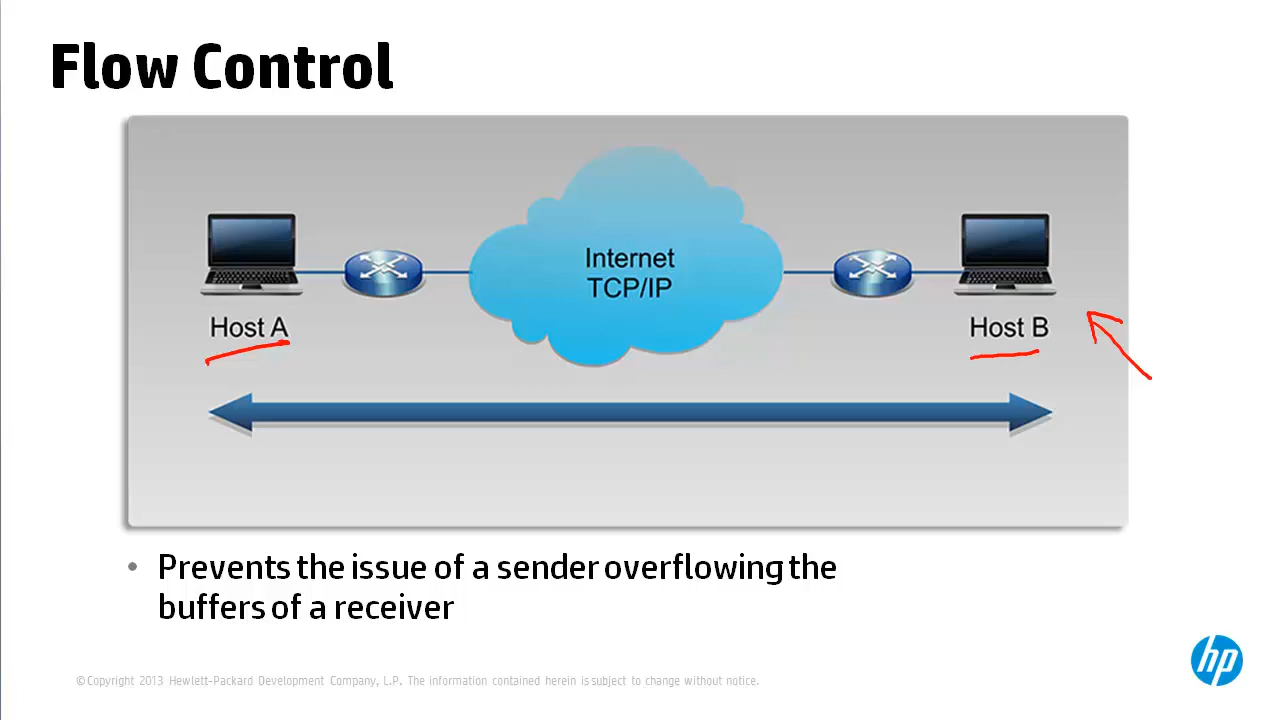 Flow Control
Internet
TCP/IP
Host A
Host B
• Prevents the issue of a sender overflowing the
buffers of a receiver
©Copyright 2013 Hewlett-Packard Development Company, L.P. The information contained herein is subject to change without notice.
hp